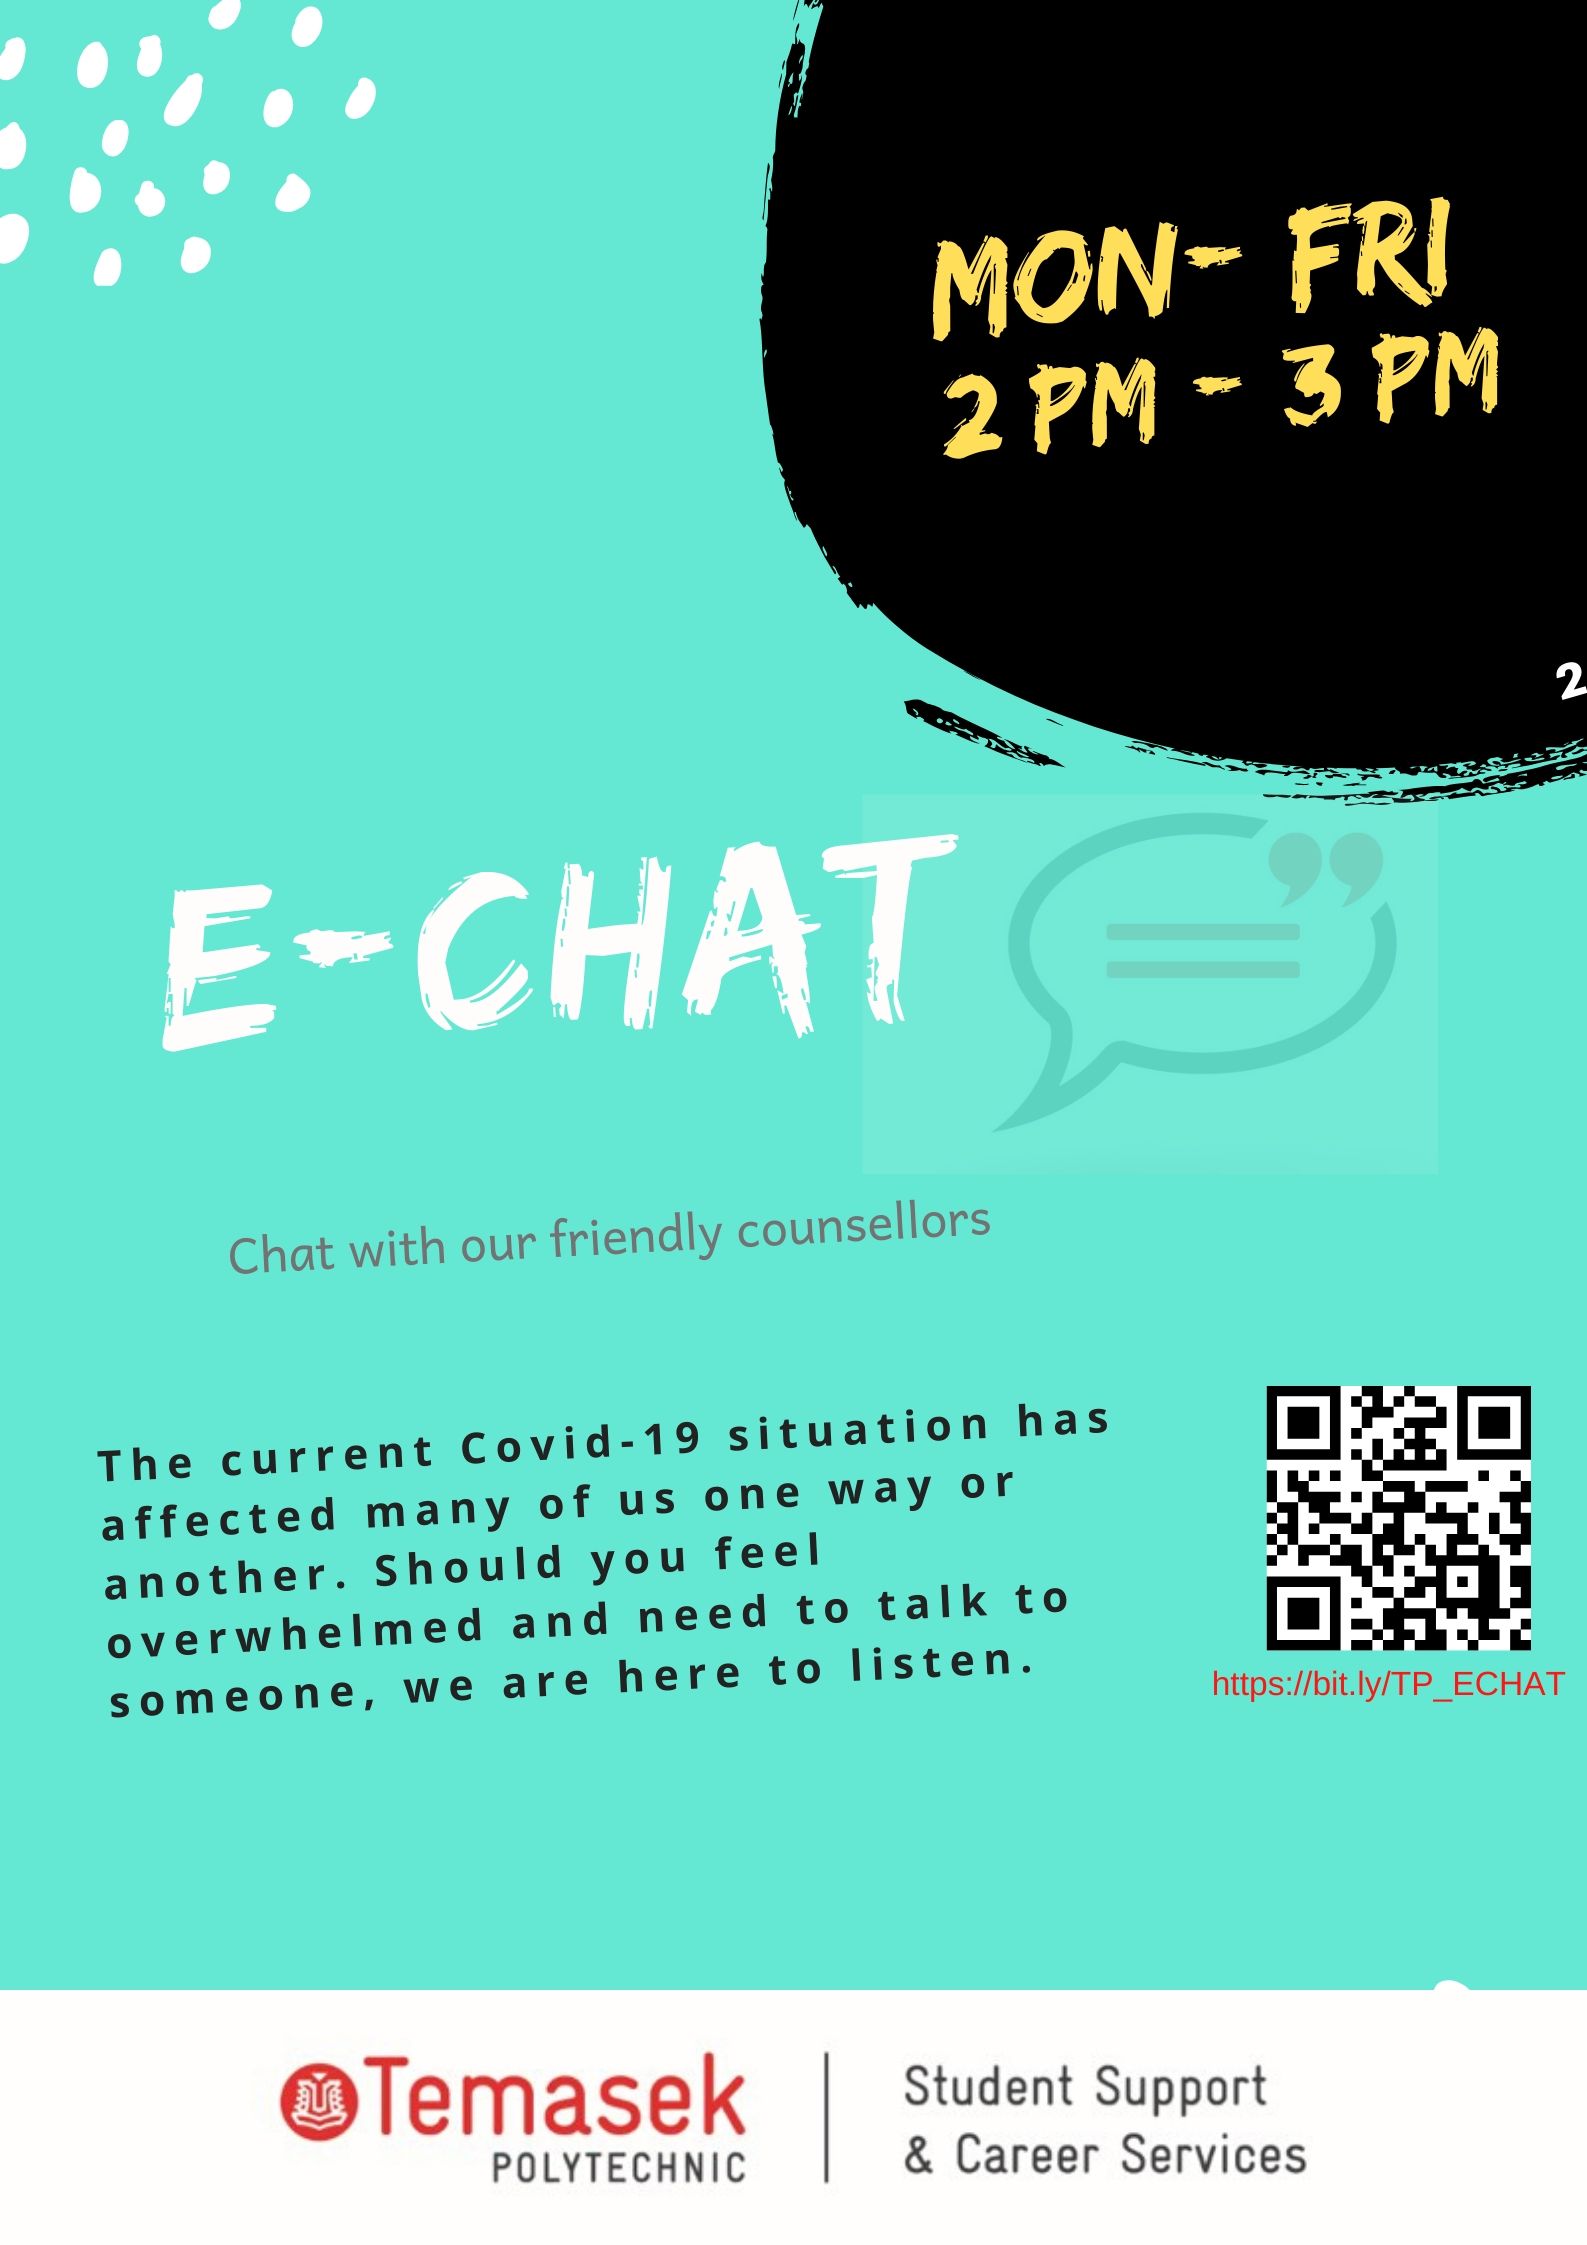 MON- FRI
2 PM - 3 PM
2
E-CHAT
Chat with our friendly counsellors
The current Covid-19 situation has
affected many of us one way or
another. Should you feel
overwhelmed and need to talk to
someone, we are here to listen.
https://bit.ly/TP_ECHAT
Temasek
POLYTECHNIC
Student Support
& Career Services